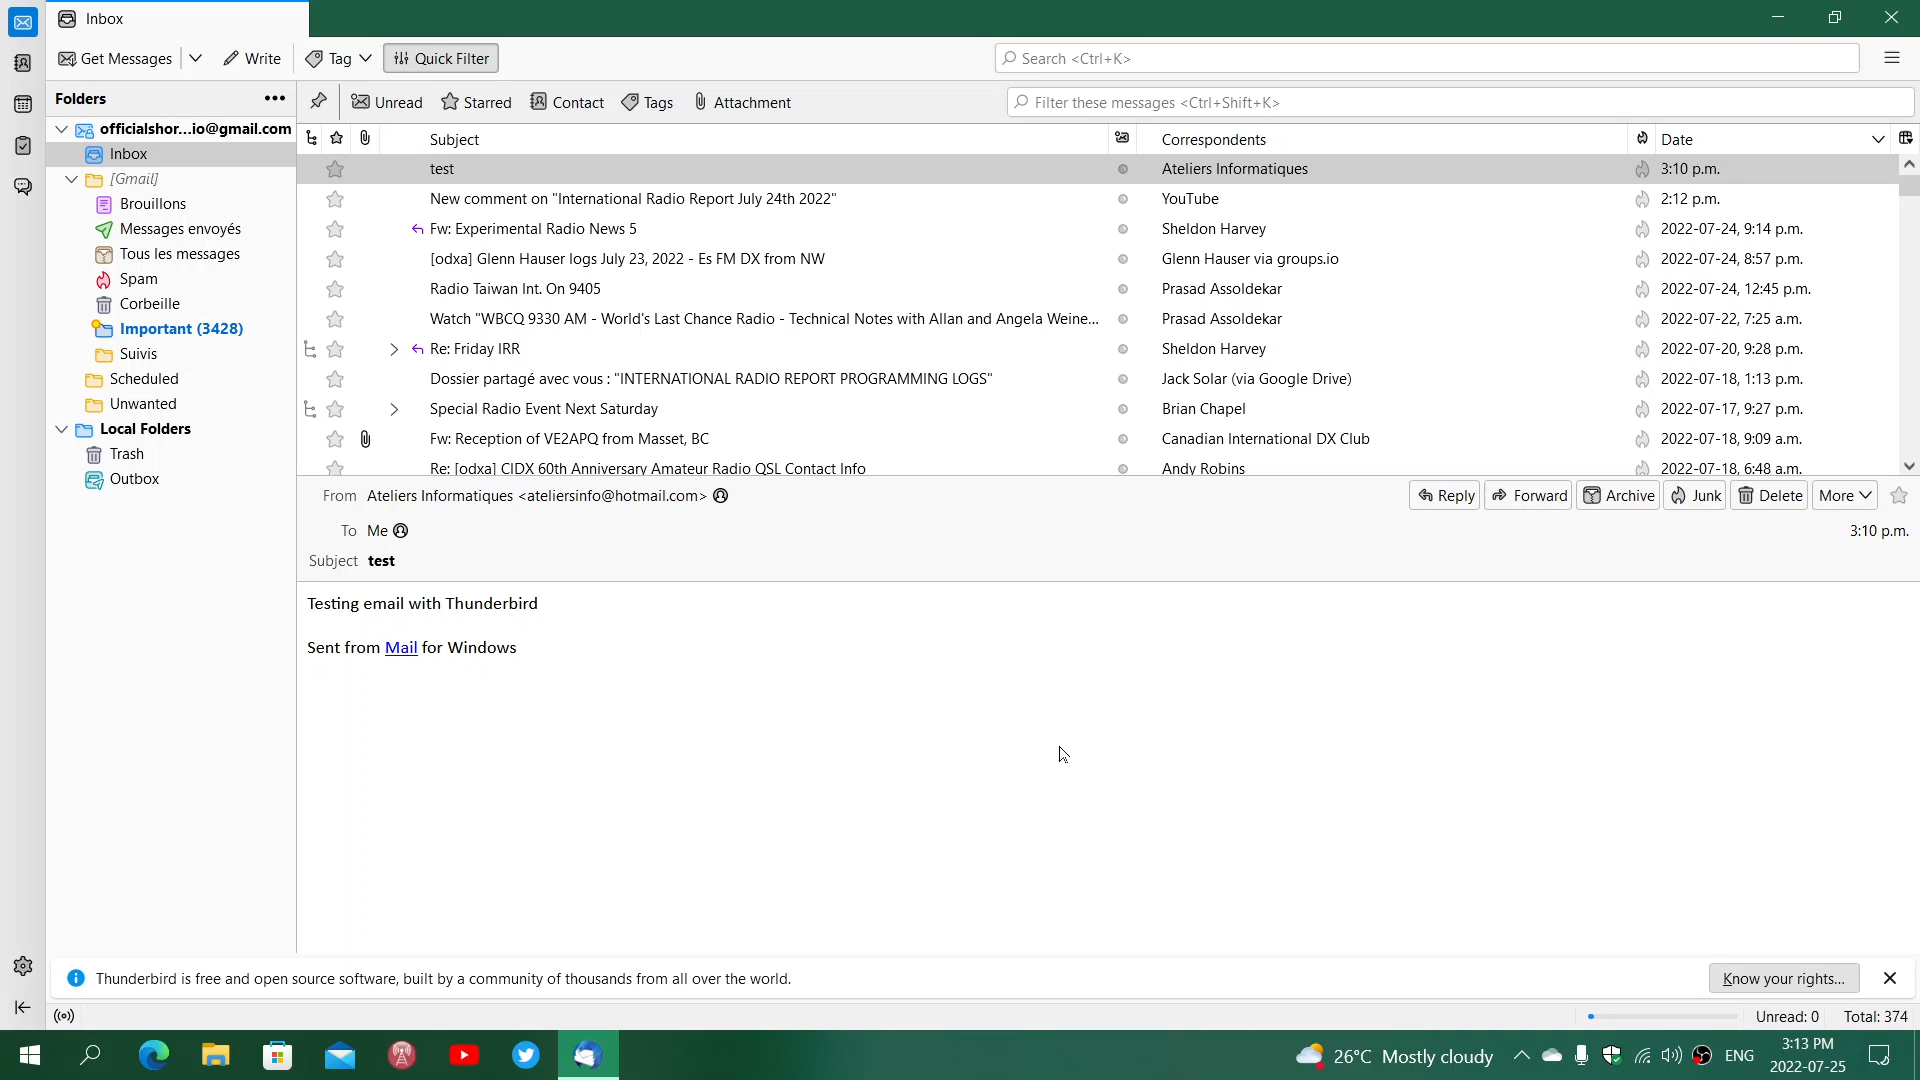 Inbox
Get Messages
Write
Tag
Quick Filter
Search <Ctrl+K>
Folders
Unread
Starred
Contact
Tags
Attachment
Filter these messages <Ctrl+Shift+K>
officialshor...io@gmail.com
Inbox
[Gmail]
Brouillons
Messages envoyés
Tous les messages
Spam
Corbeille
Important (3428)
Suivis
Scheduled
Unwanted
Local Folders
Trash
Outbox
Subject Correspondents Date
test Ateliers Informatiques 3:10 p.m.
New comment on "International Radio Report July 24th 2022" YouTube 2:12 p.m.
Fw: Experimental Radio News 5 Sheldon Harvey 2022-07-24, 9:14 p.m.
[odxa] Glenn Hauser logs July 23, 2022 - Es FM DX from NW Glenn Hauser via groups.io 2022-07-24, 8:57 p.m.
Radio Taiwan Int. On 9405 Prasad Assoldekar 2022-07-24, 12:45 p.m.
Watch "WBCQ 9330 AM - World's Last Chance Radio - Technical Notes with Allan and Angela Weine... Prasad Assoldekar 2022-07-22, 7:25 a.m.
Re: Friday IRR Sheldon Harvey 2022-07-20, 9:28 p.m.
Dossier partagé avec vous : "INTERNATIONAL RADIO REPORT PROGRAMMING LOGS" Jack Solar (via Google Drive) 2022-07-18, 1:13 p.m.
Special Radio Event Next Saturday Brian Chapel 2022-07-17, 9:27 p.m.
Fw: Reception of VE2APQ from Masset, BC Canadian International DX Club 2022-07-18, 9:09 a.m.
Re: [odxa] CIDX 60th Anniversary Amateur Radio QSL Contact Info Andy Robins 2022-07-18, 6:48 a.m.
From Ateliers Informatiques <ateliersinfo@hotmail.com>
Reply
Forward
Archive
Junk
Delete
More
To Me
3:10 p.m.
Subject test
Testing email with Thunderbird
Sent from Mail for Windows
Thunderbird is free and open source software, built by a community of thousands from all over the world.
Know your rights...
Unread: 0 Total: 374
26°C Mostly cloudy
ENG
3:13 PM
2022-07-25